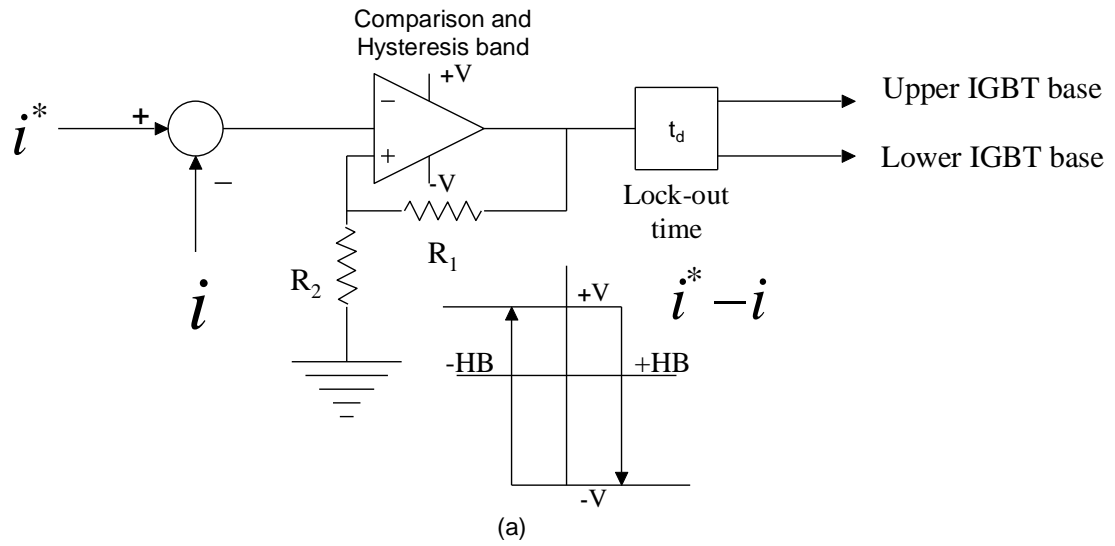 Comparison and
Hysteresis band
+V
Upper IGBT base
i* + − t_d
+
Lower IGBT base
-V
−
Lock-out
time
R₁
i R₂
+V i* − i
-HB +HB
-V
(a)